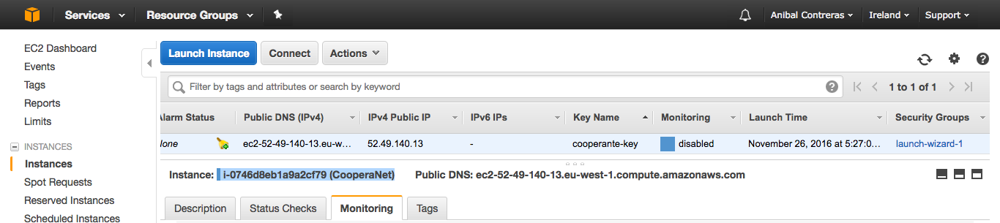 Services Resource Groups Anibal Contreras Ireland Support
EC2 Dashboard
Events
Tags
Reports
Limits
INSTANCES
Instances
Spot Requests
Reserved Instances
Scheduled Instances
Launch Instance Connect Actions
Filter by tags and attributes or search by keyword 1 to 1 of 1
Alarm Status Public DNS (IPv4) IPv4 Public IP IPv6 IPs Key Name Monitoring Launch Time Security Groups
None ec2-52-49-140-13.eu-w... 52.49.140.13 - cooperante-key disabled November 26, 2016 at 5:27:0... launch-wizard-1
Instance: i-0746d8eb1a9a2cf79 (CooperaNet) Public DNS: ec2-52-49-140-13.eu-west-1.compute.amazonaws.com
Description Status Checks Monitoring Tags